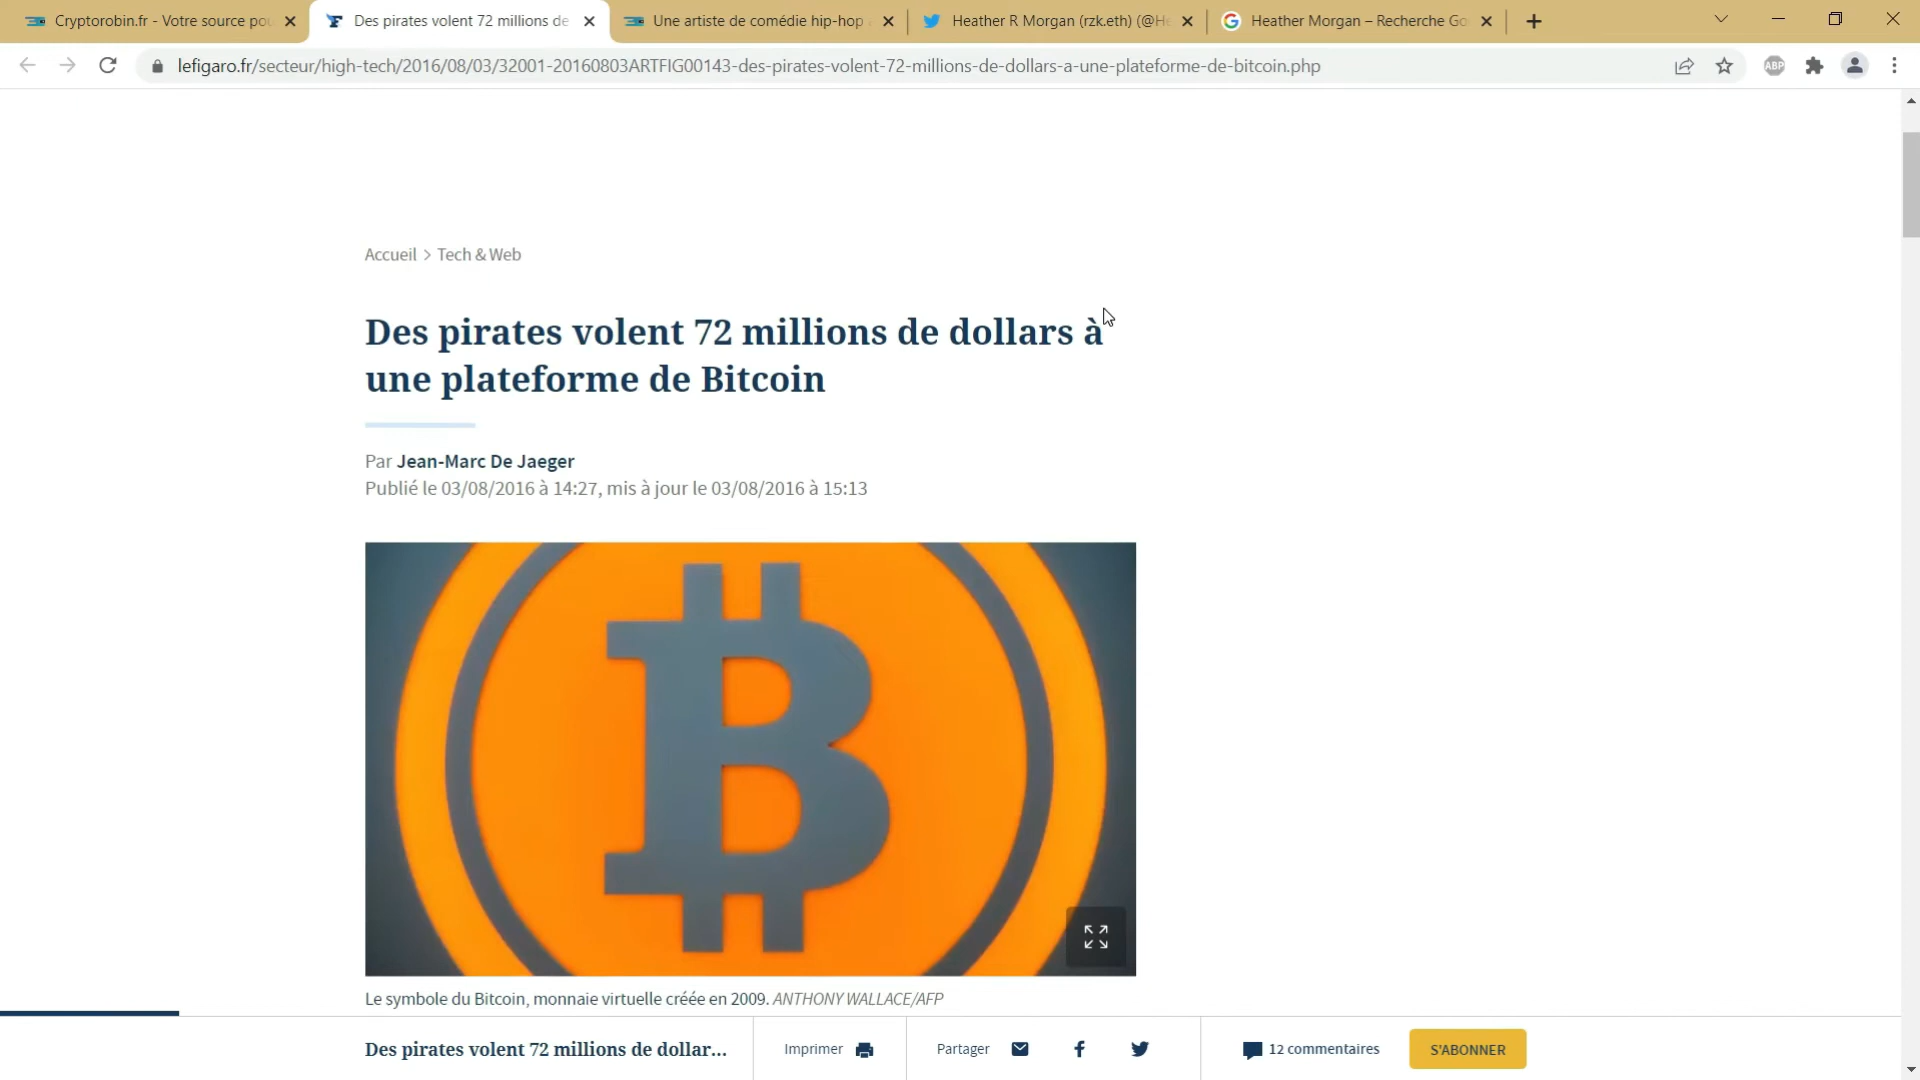 Cryptorobin.fr - Votre source pou
Des pirates volent 72 millions de
Une artiste de comédie hip-hop
Heather R Morgan (rzk.eth) (@He
Heather Morgan – Recherche Go
lefigaro.fr/secteur/high-tech/2016/08/03/32001-20160803ARTFIG00143-des-pirates-volent-72-millions-de-dollars-a-une-plateforme-de-bitcoin.php
ABP
Accueil > Tech & Web
Des pirates volent 72 millions de dollars à
une plateforme de Bitcoin
Par Jean-Marc De Jaeger
Publié le 03/08/2016 à 14:27, mis à jour le 03/08/2016 à 15:13
Le symbole du Bitcoin, monnaie virtuelle créée en 2009. ANTHONY WALLACE/AFP
Des pirates volent 72 millions de dollar...
Imprimer
Partager
12 commentaires
S'ABONNER